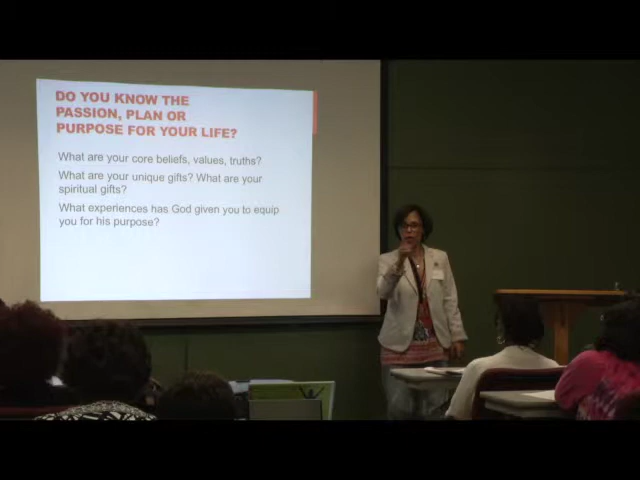 DO YOU KNOW THE
PASSION, PLAN OR
PURPOSE FOR YOUR LIFE?
What are your core beliefs, values, truths?
What are your unique gifts? What are your
spiritual gifts?
What experiences has God given you to equip
you for his purpose?